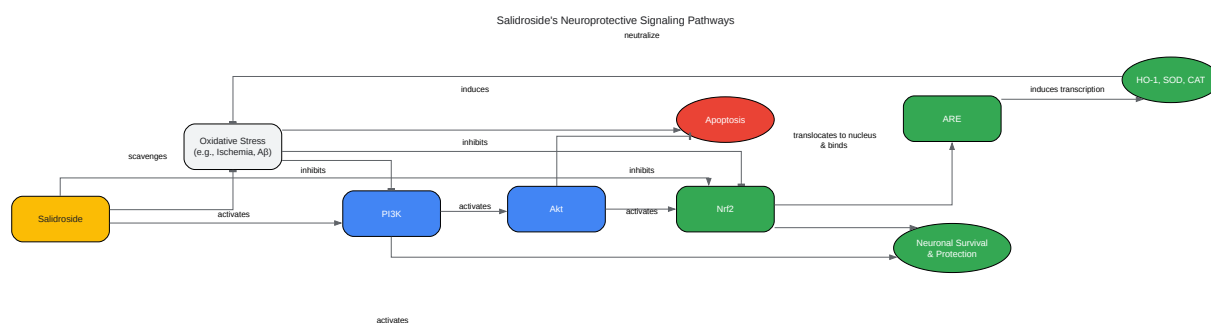 Salidroside's Neuroprotective Signaling Pathways
neutralize
HO-1, SOD, CAT
induces
induces transcription
Apoptosis
ARE
Oxidative Stress
(e.g., Ischemia, Aβ)
translocates to nucleus
& binds
inhibits
scavenges
inhibits
inhibits
Salidroside
activates
PI3K
activates
Akt
activates
Nrf2
Neuronal Survival
& Protection
activates